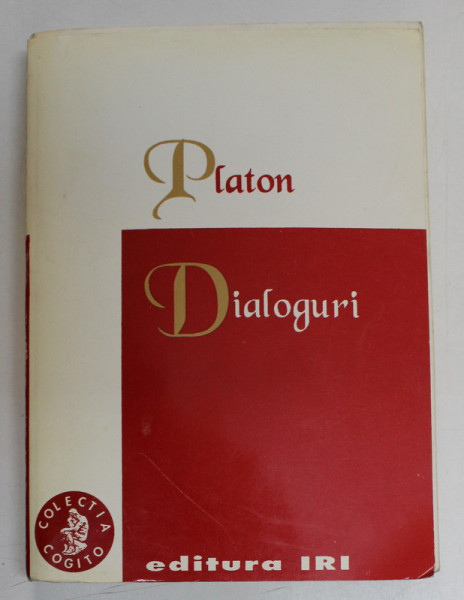 Platon
Dialoguri
COLECTIA
COGITO
editura IRI